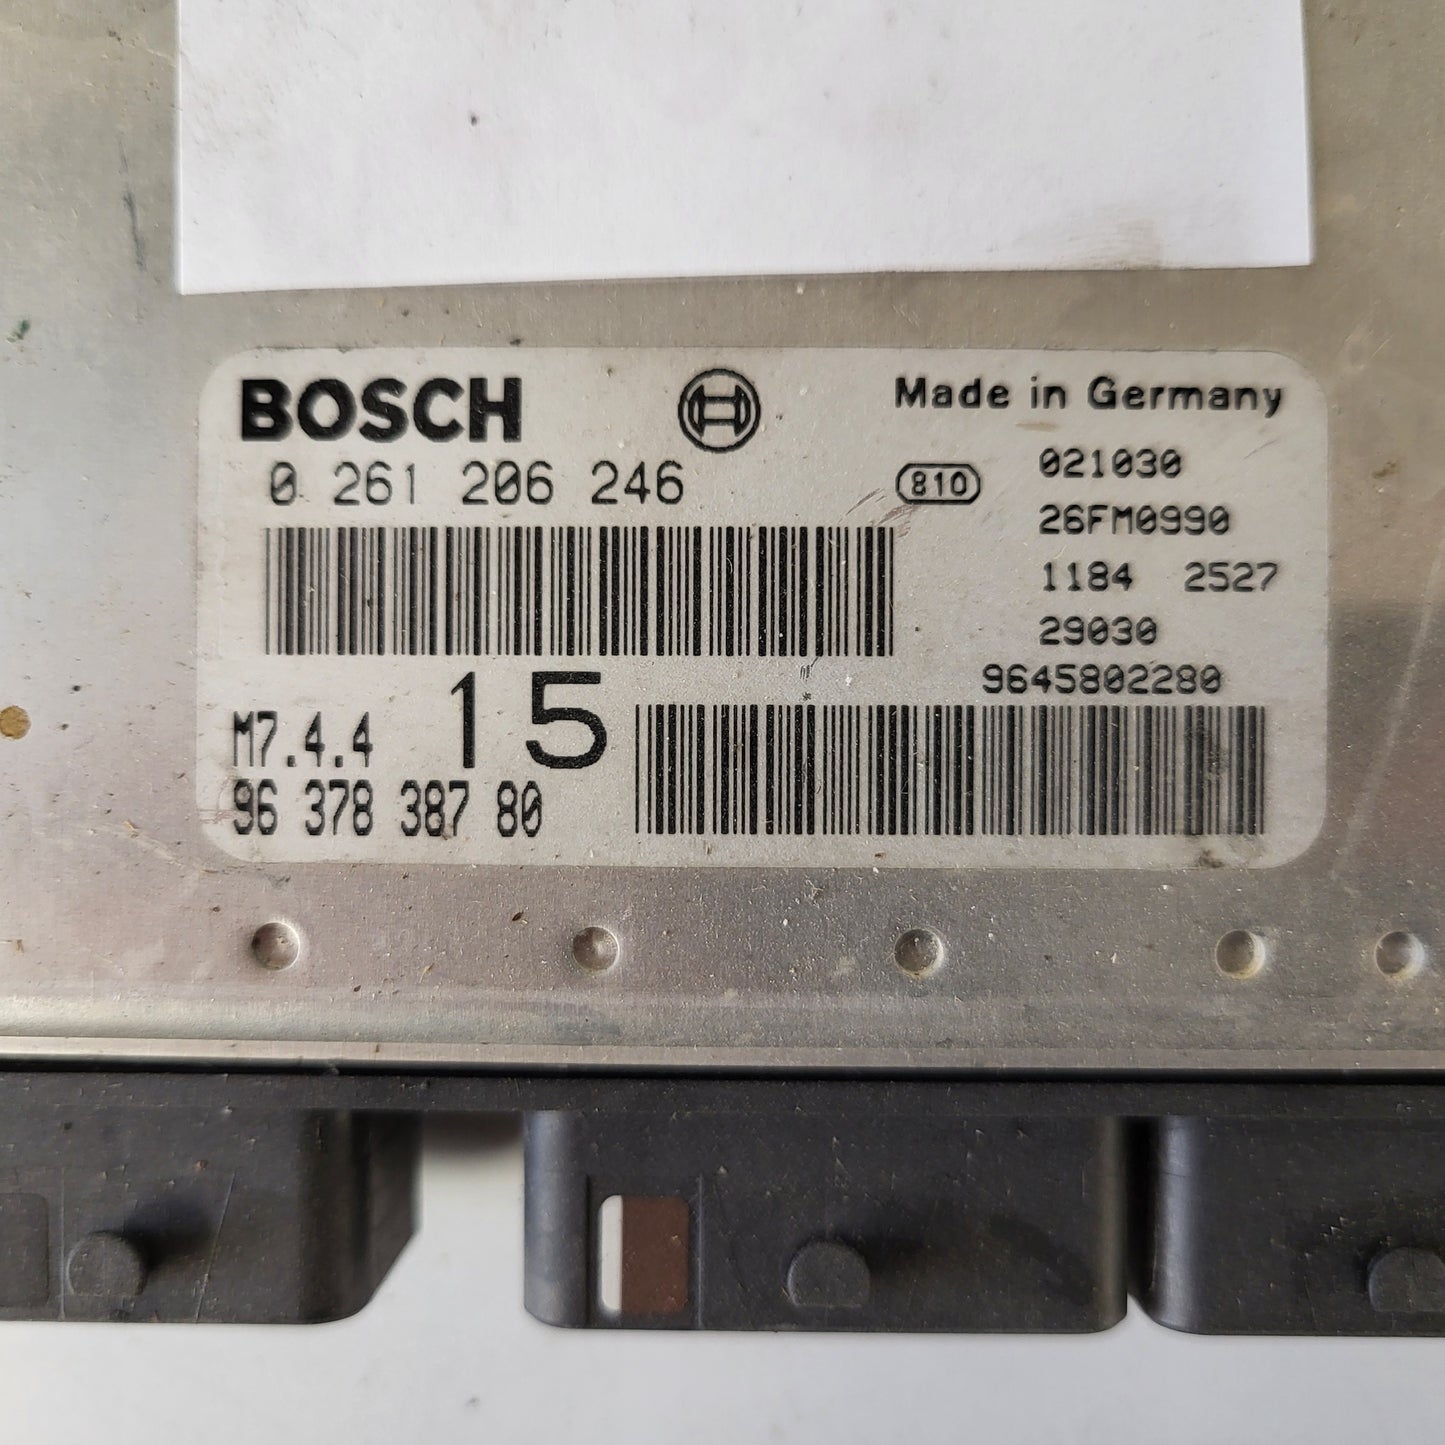 BOSCH
Made in Germany
0 261 206 246
810
021030
26FM0990
1184 2527
29030
9645802280
M7.4.4
15
96 378 387 80